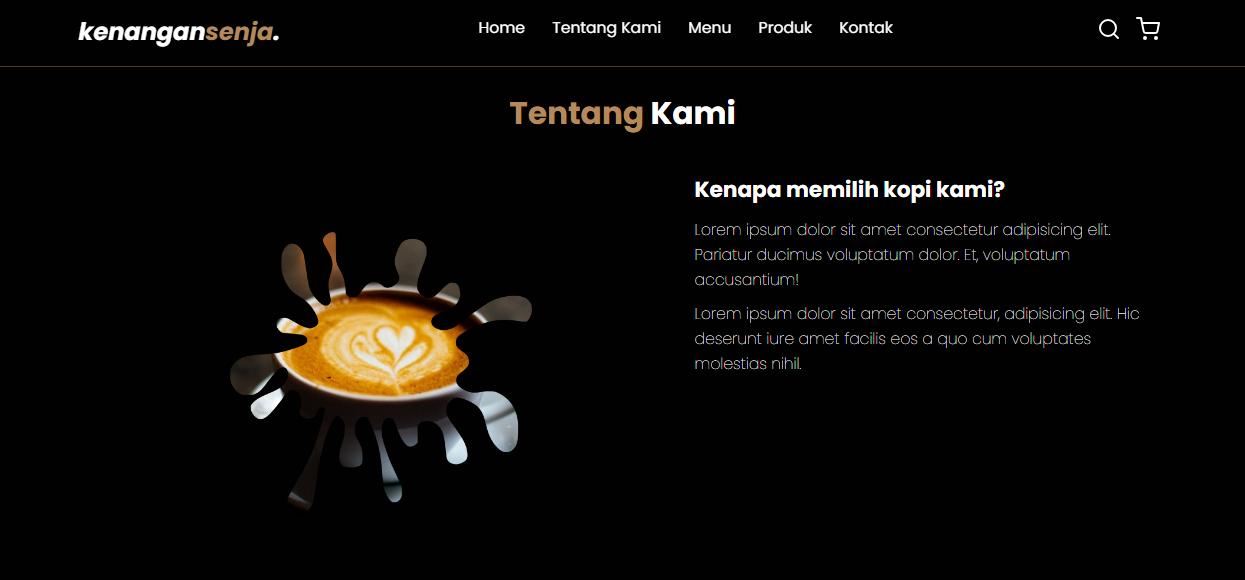 kenangansenja.
Home Tentang Kami Menu Produk Kontak
Tentang Kami
Kenapa memilih kopi kami?
Lorem ipsum dolor sit amet consectetur adipisicing elit.
Pariatur ducimus voluptatum dolor. Et, voluptatum
accusantium!
Lorem ipsum dolor sit amet consectetur, adipisicing elit. Hic
deserunt iure amet facilis eos a quo cum voluptates
molestias nihil.